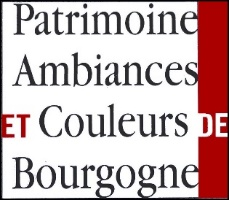 Patrimoine
Ambiances
ET Couleurs DE
Bourgogne